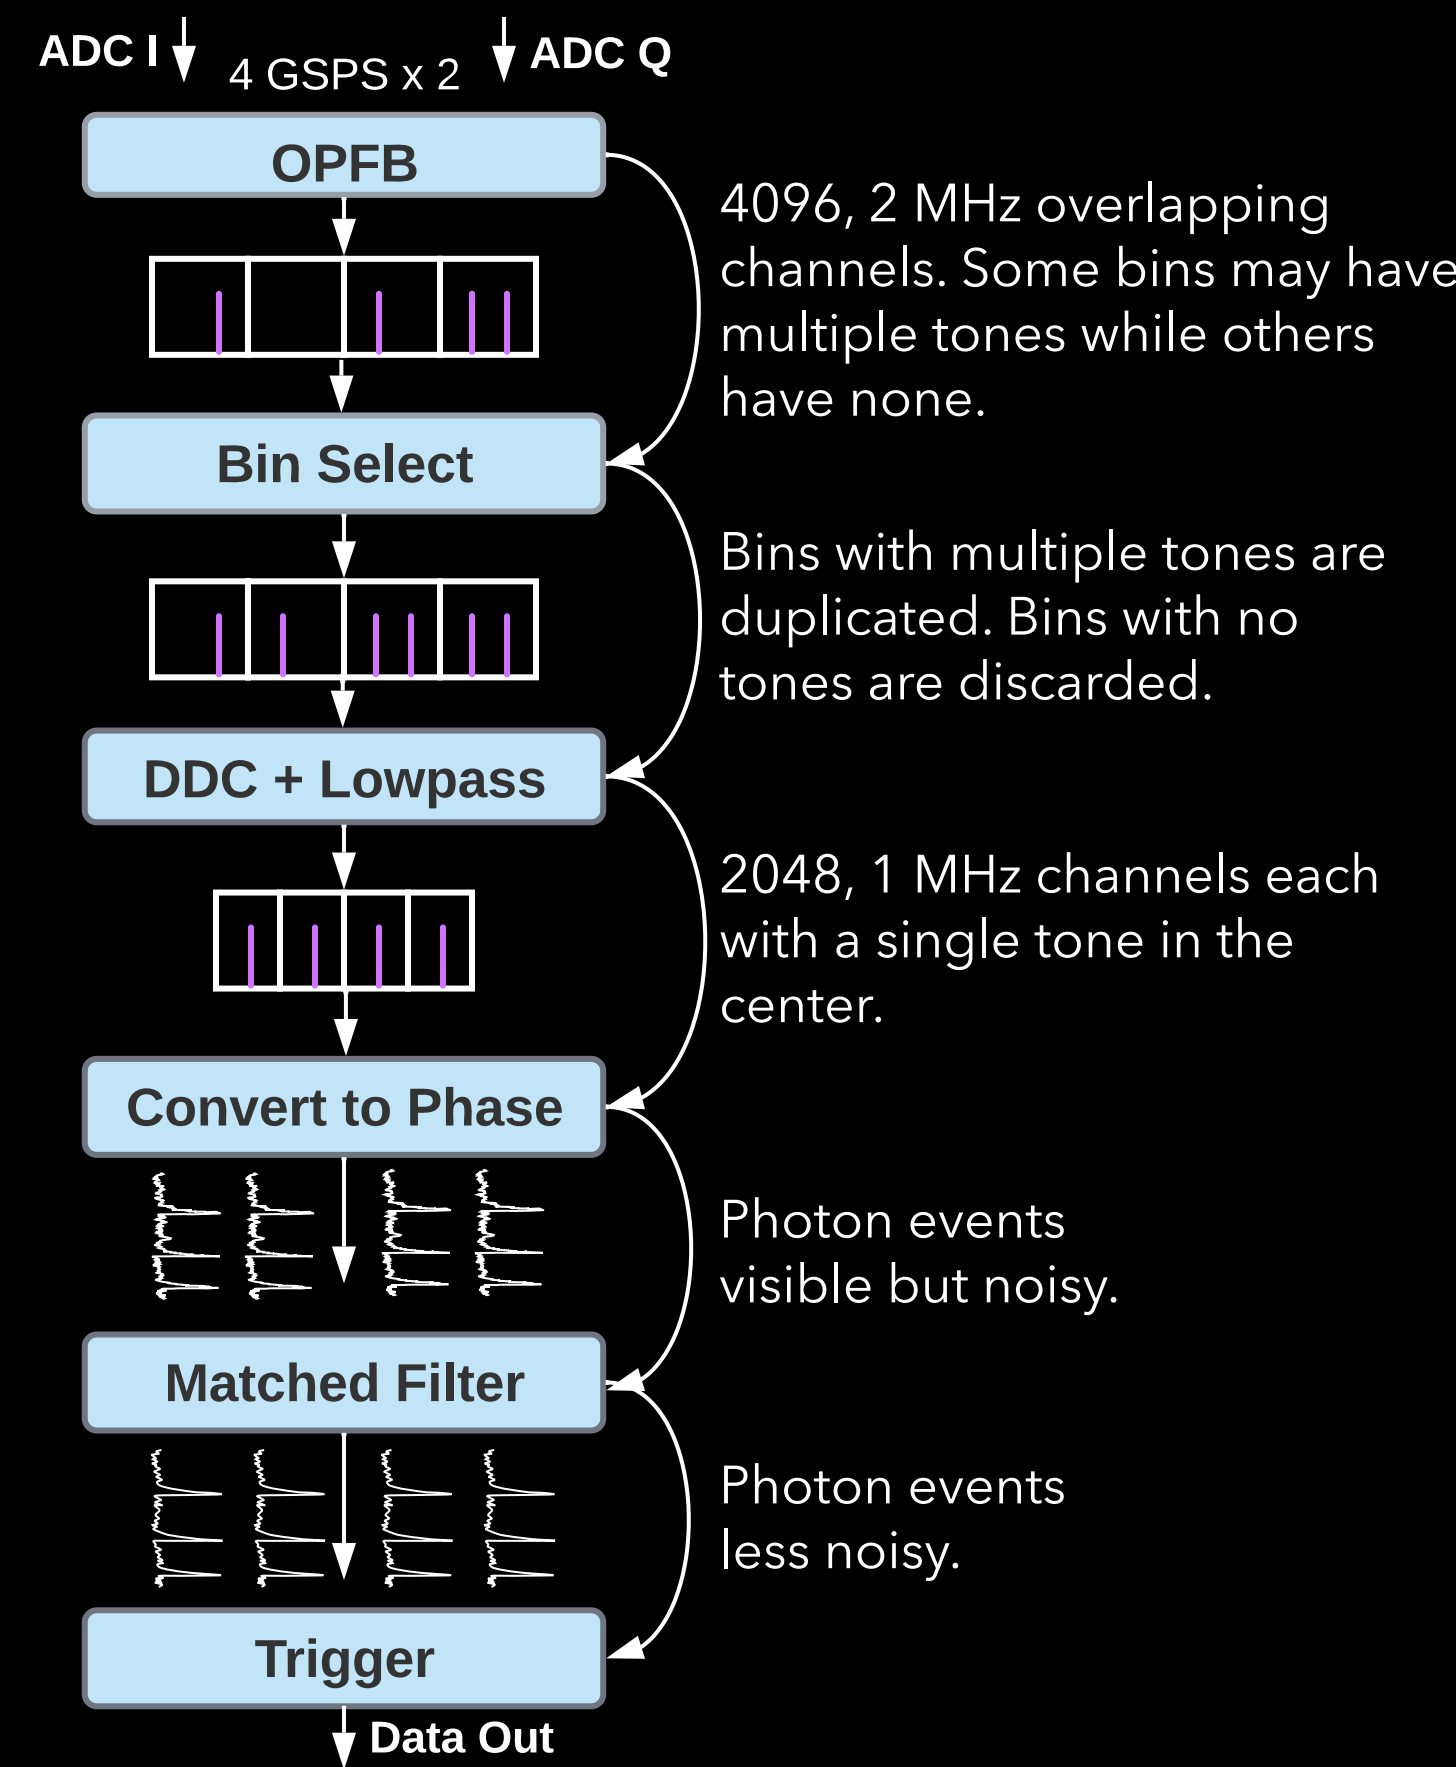 ADC I
4 GSPS x 2
ADC Q
OPFB
4096, 2 MHz overlapping
channels. Some bins may have
multiple tones while others
have none.
Bin Select
Bins with multiple tones are
duplicated. Bins with no
tones are discarded.
DDC + Lowpass
2048, 1 MHz channels each
with a single tone in the
center.
Convert to Phase
Photon events
visible but noisy.
Matched Filter
Photon events
less noisy.
Trigger
Data Out